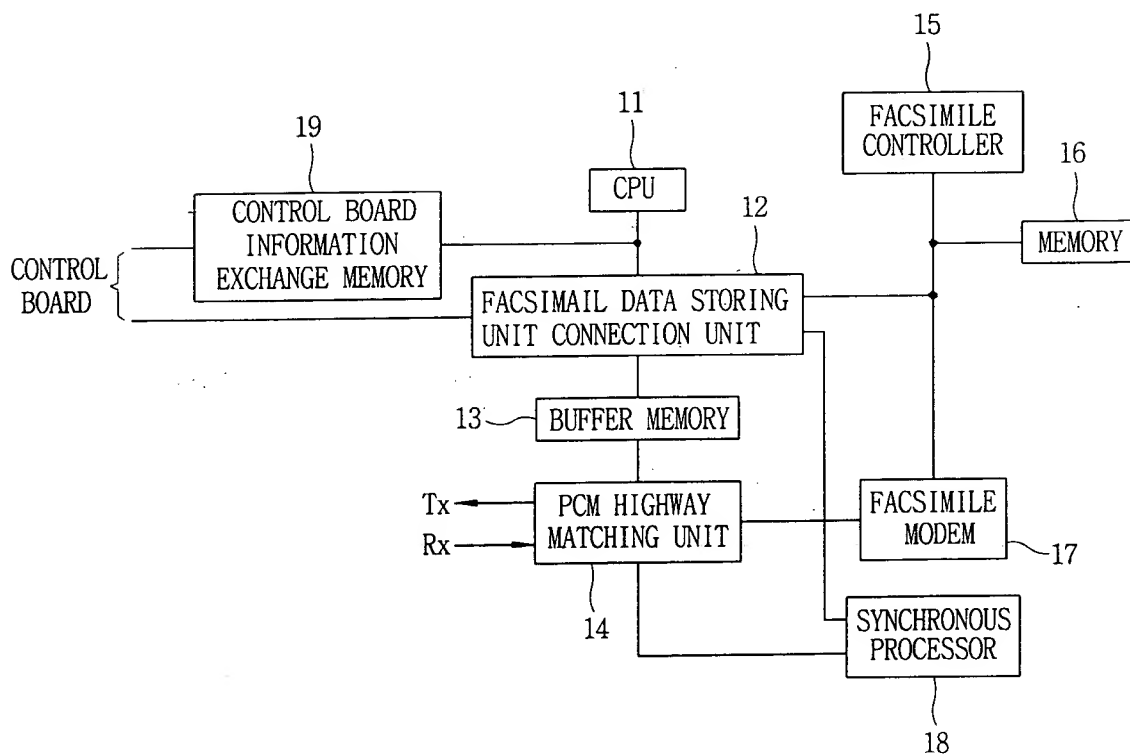 15
FACSIMILE
CONTROLLER
11
CPU
19
CONTROL BOARD
INFORMATION
EXCHANGE MEMORY
16
MEMORY
12
CONTROL
BOARD
FACSIMAIL DATA STORING
UNIT CONNECTION UNIT
13
BUFFER MEMORY
Tx
Rx
PCM HIGHWAY
MATCHING UNIT
14
FACSIMILE
MODEM
17
SYNCHRONOUS
PROCESSOR
18